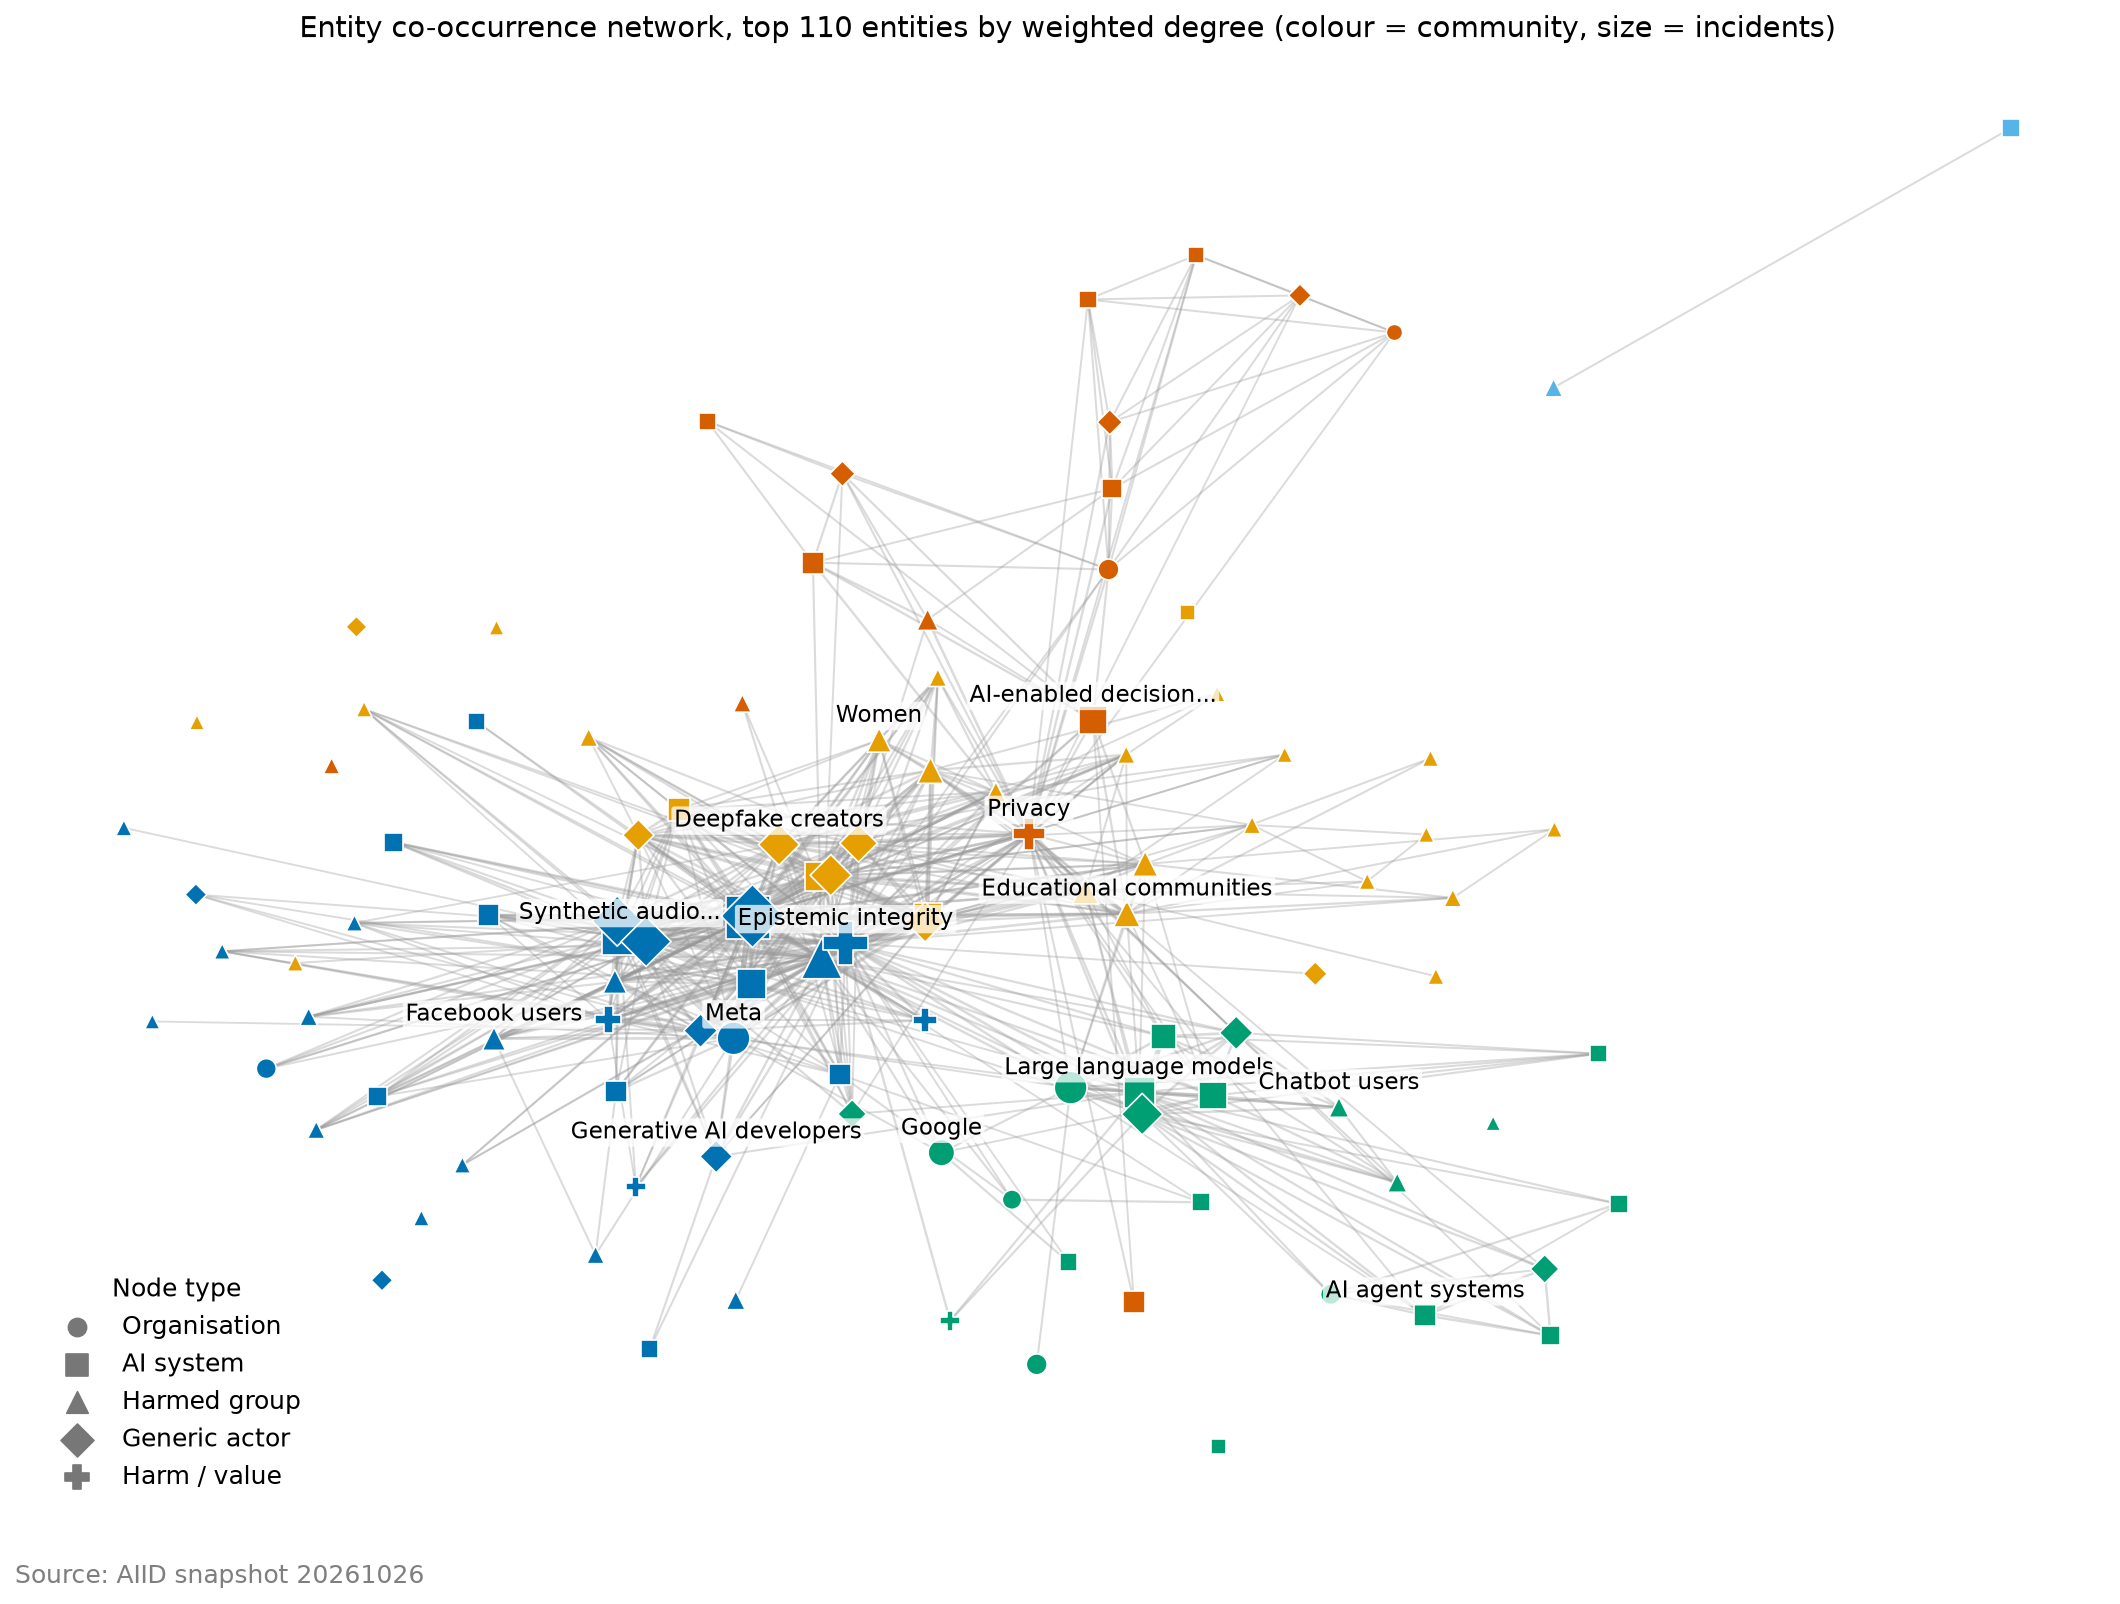 Entity co-occurrence network, top 110 entities by weighted degree (colour = community, size = incidents)
AI-enabled decision...
Women
Privacy
Deepfake creators
Educational communities
Synthetic audio...
Epistemic integrity
Facebook users
Meta
Large language models
Chatbot users
Generative AI developers
Google
AI agent systems
Node type
Organisation
AI system
Harmed group
Generic actor
Harm / value
Source: AIID snapshot 20261026